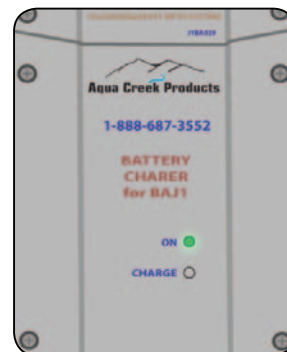 Aqua Creek Products
1-888-687-3552
BATTERY
CHARER
for BAJ1
ON
CHARGE